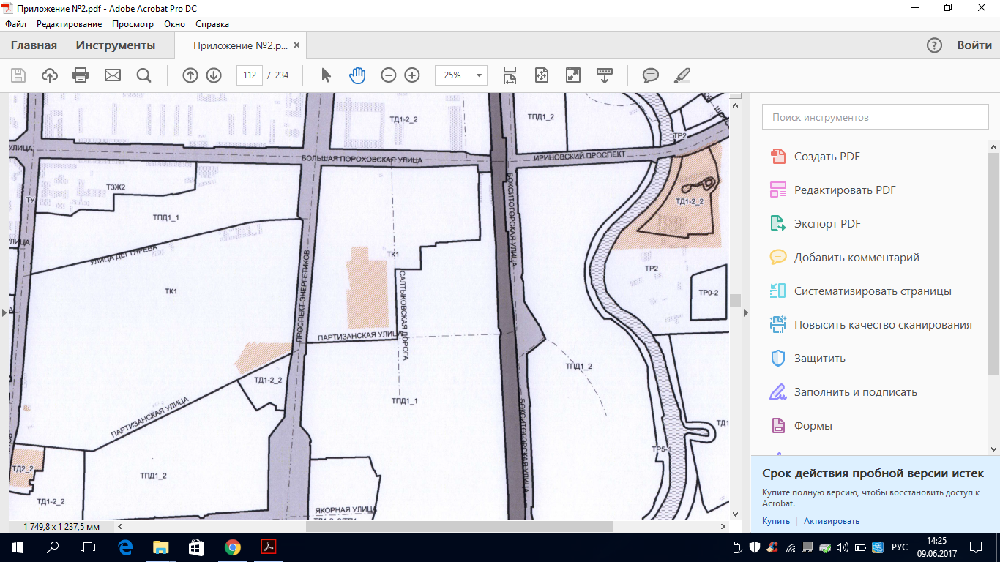 Приложение №2.pdf - Adobe Acrobat Pro DC
Файл Редактирование Просмотр Окно Справка
Главная Инструменты Приложение №2.p... × Войти
112 / 234 25%
ТД1-2_2
ТПД1_2
ТР2
УЛИЦА
БОЛЬШАЯ ПОРОХОВСКАЯ УЛИЦА
ИРИНОВСКИЙ ПРОСПЕКТ
ТЗЖ2
ТУ
ТПД1_1
БОКСИТОГОРСКАЯ УЛИЦА
ТД1-2_2
УЛИЦА
УЛИЦА ДЕГТЯРЕВА
ТК1
ТК1
ПРОСПЕКТ ЭНЕРГЕТИКОВ
САЛТЫКОВСКАЯ ДОРОГА
ТР2
ТР0-2
ПАРТИЗАНСКАЯ УЛИЦА
ТД1-2_2
ТПД1_2
ТПД1_1
ПАРТИЗАНСКАЯ УЛИЦА
БОКСИТОГОРСКАЯ УЛИЦА
ТД1
ТР5-1
ТД2_2
ТПД1_2
ТД1-2_2
ЯКОРНАЯ УЛИЦА
1 749,8 x 1 237,5 мм
Поиск инструментов
Создать PDF
Редактировать PDF
Экспорт PDF
Добавить комментарий
Систематизировать страницы
Повысить качество сканирования
Защитить
Заполнить и подписать
Формы
Срок действия пробной версии истек
Купите полную версию, чтобы восстановить доступ к
Acrobat.
Купить Активировать
РУС
14:25
09.06.2017